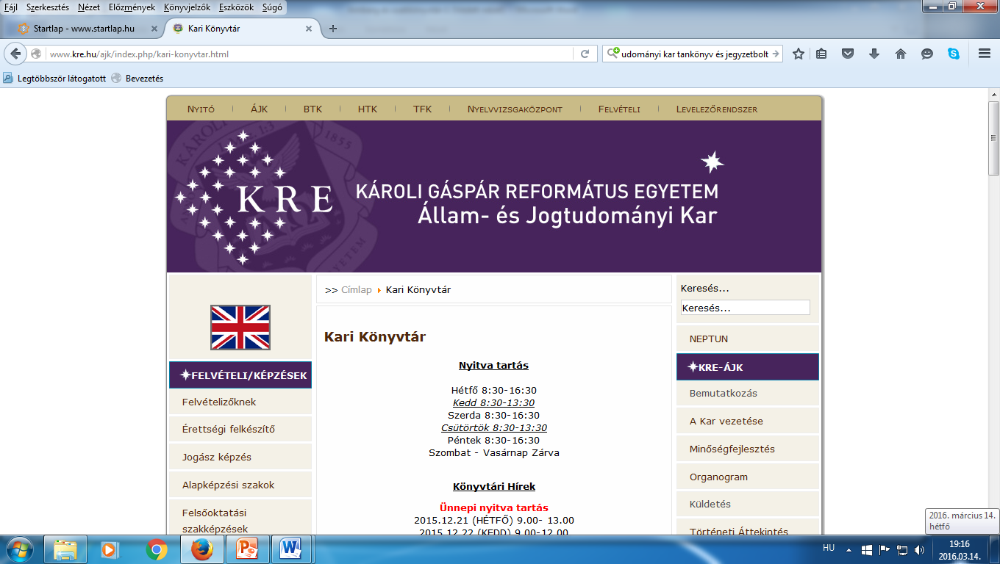 Fájl Szerkesztés Nézet Előzmények Könyvjelzők Eszközök Súgó
Startlap - www.startlap.hu
Kari Könyvtár
www.kre.hu/ajk/index.php/kari-konyvtar.html
udományi kar tankönyv és jegyzetbolt
Legtöbbször látogatott
Bevezetés
Nyitó
ÁJK
BTK
HTK
TFK
Nyelvvizsgaközpont
Felvételi
Levelezőrendszer
KÁROLI
1:3
1855
EGYETEM
KRE
KÁROLI GÁSPÁR REFORMÁTUS EGYETEM
Állam- és Jogtudományi Kar
FELVÉTELI/KÉPZÉSEK
Felvételizőknek
Érettségi felkészítő
Jogász képzés
Alapképzési szakok
Felsőoktatási
szakképzések
>> Címlap Kari Könyvtár
Kari Könyvtár
Nyitva tartás
Hétfő 8:30-16:30
Kedd 8:30-13:30
Szerda 8:30-16:30
Csütörtök 8:30-13:30
Péntek 8:30-16:30
Szombat - Vasárnap Zárva
Könyvtári Hírek
Ünnepi nyitva tartás
2015.12.21 (HÉTFŐ) 9.00- 13.00
2015.12.22 (KEDD) 9.00-12.00
Keresés...
Keresés...
NEPTUN
KRE-ÁJK
Bemutatkozás
A Kar vezetése
Minőségfejlesztés
Organogram
Küldetés
Történeti Áttekintés
2016. március 14.
hétfő
HU
19:16
2016.03.14.